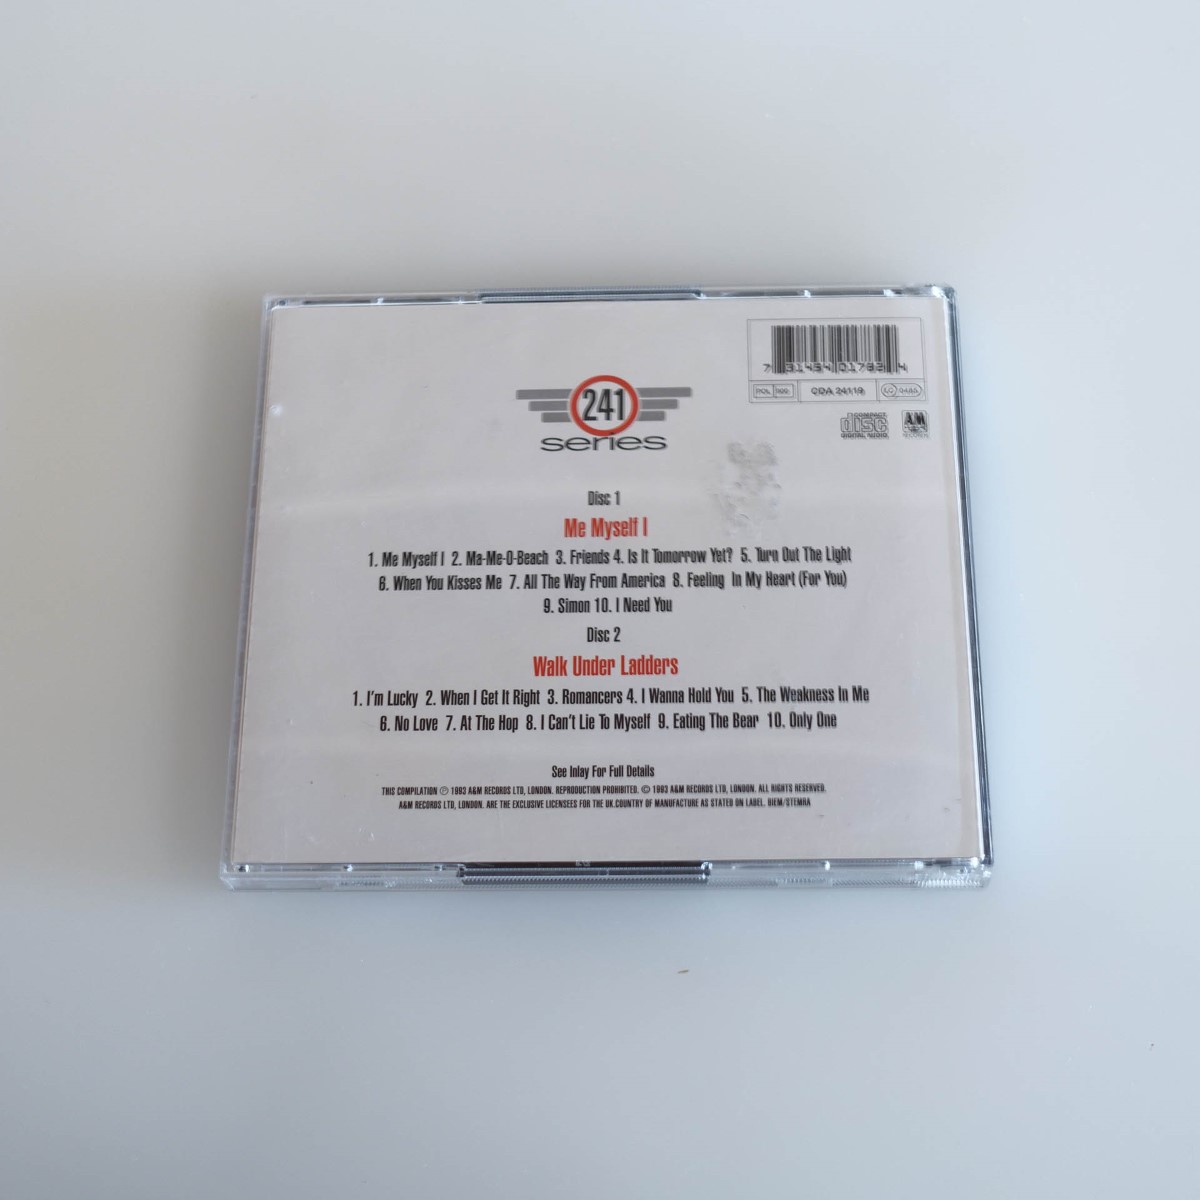 7 31454 01782 4
CDA 24119
COMPACT
disc
DIGITAL AUDIO
A&M
241
series
Disc 1
Me Myself I
1. Me Myself I 2. Ma-Me-O-Beach 3. Friends 4. Is It Tomorrow Yet? 5. Turn Out The Light
6. When You Kisses Me 7. All The Way From America 8. Feeling In My Heart (For You)
9. Simon 10. I Need You
Disc 2
Walk Under Ladders
1. I'm Lucky 2. When I Get It Right 3. Romancers 4. I Wanna Hold You 5. The Weakness In Me
6. No Love 7. At The Hop 8. I Can't Lie To Myself 9. Eating The Bear 10. Only One
See Inlay For Full Details
THIS COMPILATION ℗ 1993 A&M RECORDS LTD, LONDON. REPRODUCTION PROHIBITED. © 1993 A&M RECORDS LTD, LONDON. ALL RIGHTS RESERVED.
A&M RECORDS LTD, LONDON. ARE THE EXCLUSIVE LICENSEES FOR THE UK.COUNTRY OF MANUFACTURE AS STATED ON LABEL. BIEM/STEMRA